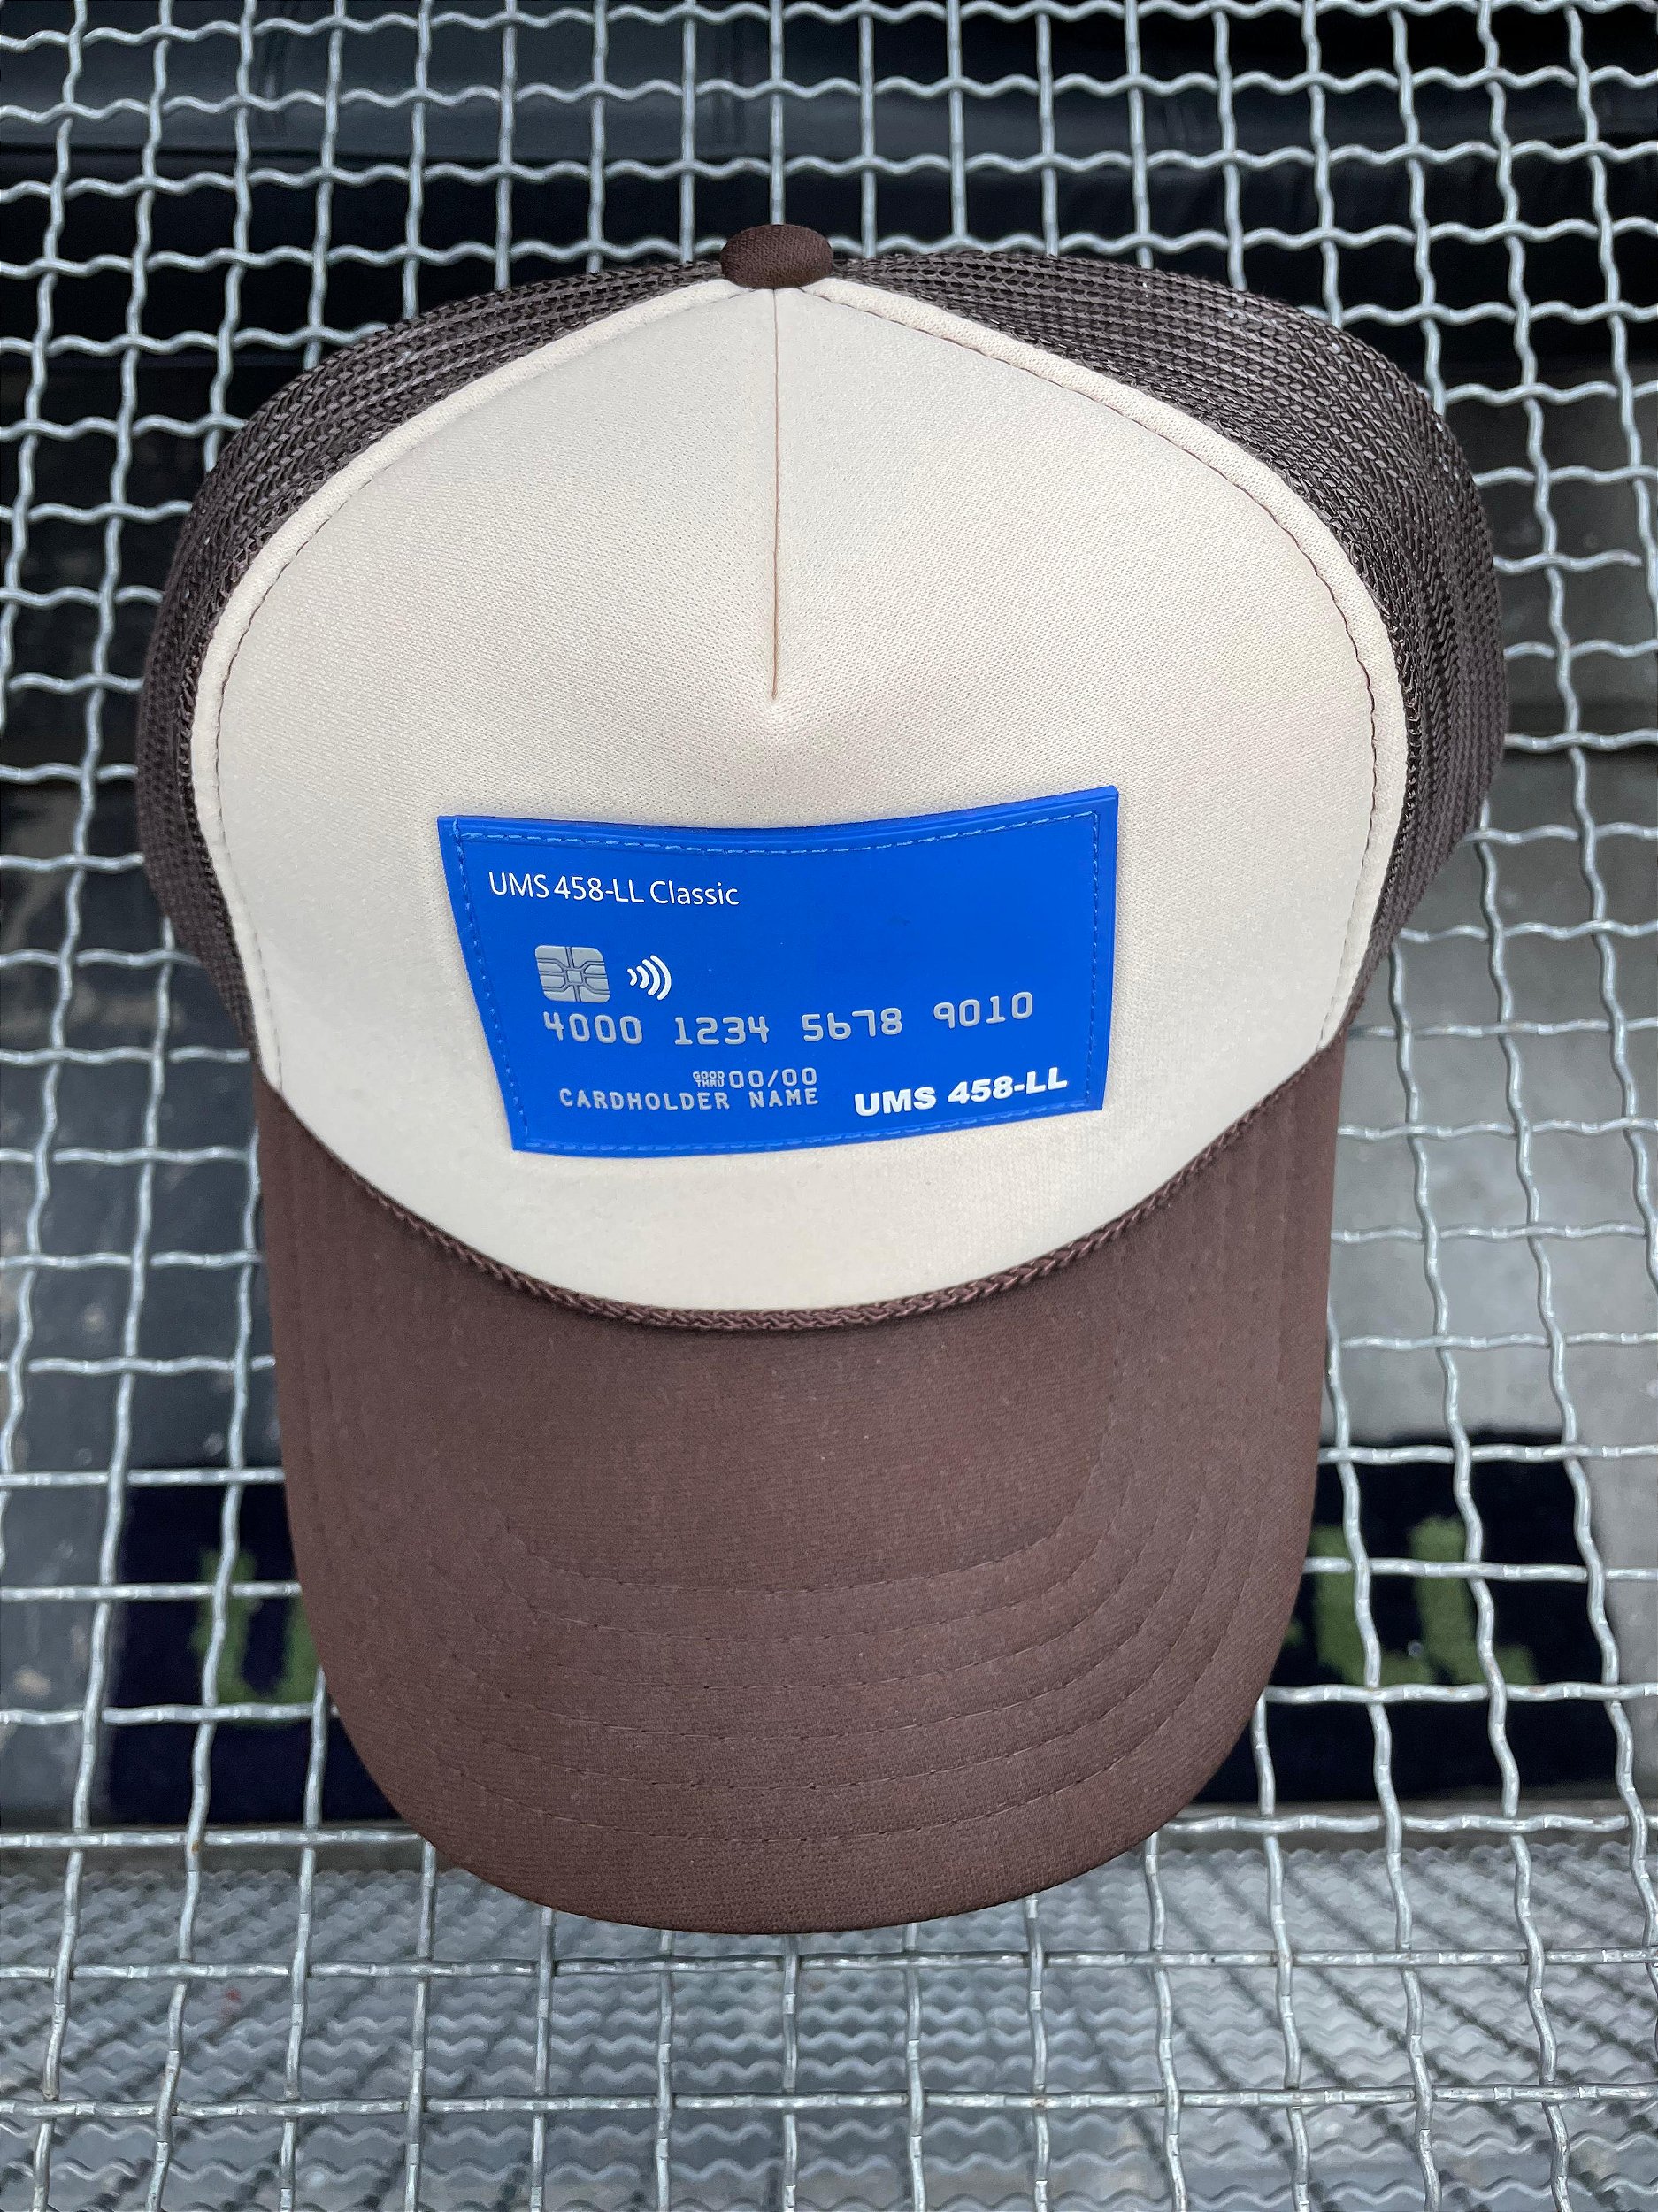 UMS 458-LL Classic
4000 1234 5678 9010
GOOD THRU 00/00
CARDHOLDER NAME
UMS 458-LL